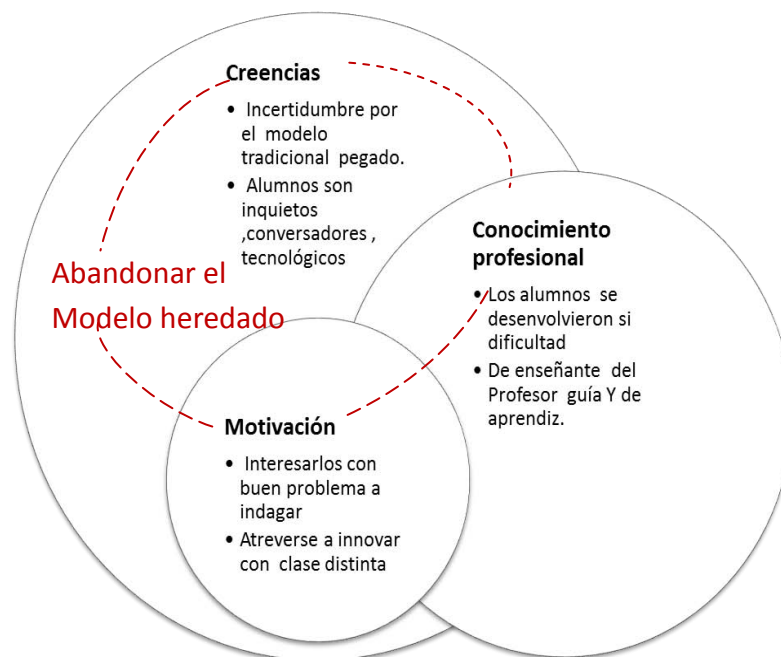 Creencias
• Incertidumbre por
el modelo
tradicional pegado.
• Alumnos son
inquietos
,conversadores ,
tecnológicos
Abandonar el
Modelo heredado
Conocimiento
profesional
• Los alumnos se
desenvolvieron si
dificultad
• De enseñante del
Profesor guía Y de
aprendiz.
Motivación
• Interesarlos con
buen problema a
indagar
• Atreverse a innovar
con clase distinta